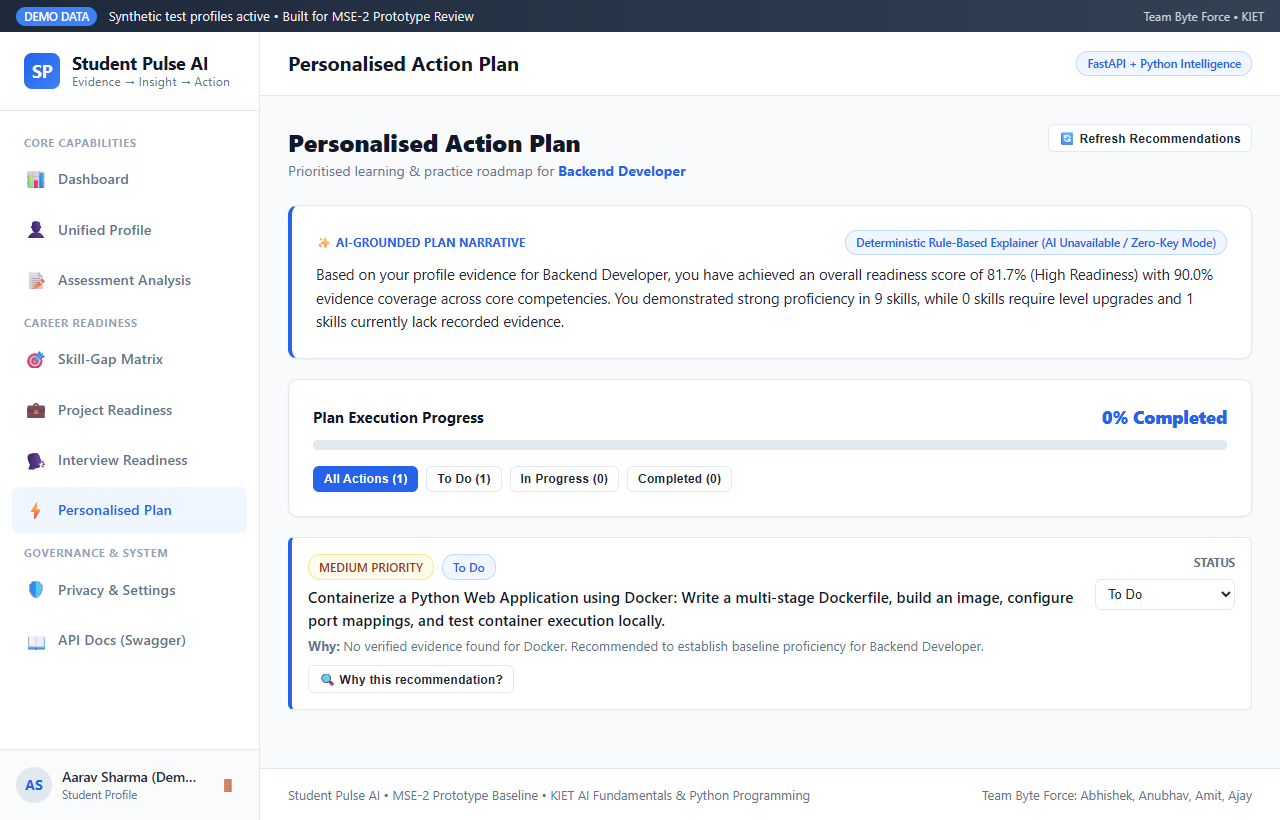 DEMO DATA Synthetic test profiles active • Built for MSE-2 Prototype Review
Team Byte Force • KIET
SP
Student Pulse AI
Evidence → Insight → Action
CORE CAPABILITIES
Dashboard
Unified Profile
Assessment Analysis
CAREER READINESS
Skill-Gap Matrix
Project Readiness
Interview Readiness
Personalised Plan
GOVERNANCE & SYSTEM
Privacy & Settings
API Docs (Swagger)
AS
Aarav Sharma (Dem...
Student Profile
Personalised Action Plan
FastAPI + Python Intelligence
Personalised Action Plan
Prioritised learning & practice roadmap for Backend Developer
Refresh Recommendations
AI-GROUNDED PLAN NARRATIVE
Deterministic Rule-Based Explainer (AI Unavailable / Zero-Key Mode)
Based on your profile evidence for Backend Developer, you have achieved an overall readiness score of 81.7% (High Readiness) with 90.0%
evidence coverage across core competencies. You demonstrated strong proficiency in 9 skills, while 0 skills require level upgrades and 1
skills currently lack recorded evidence.
Plan Execution Progress
0% Completed
All Actions (1) To Do (1) In Progress (0) Completed (0)
MEDIUM PRIORITY To Do
STATUS
To Do
Containerize a Python Web Application using Docker: Write a multi-stage Dockerfile, build an image, configure
port mappings, and test container execution locally.
Why: No verified evidence found for Docker. Recommended to establish baseline proficiency for Backend Developer.
Why this recommendation?
Student Pulse AI • MSE-2 Prototype Baseline • KIET AI Fundamentals & Python Programming
Team Byte Force: Abhishek, Anubhav, Amit, Ajay